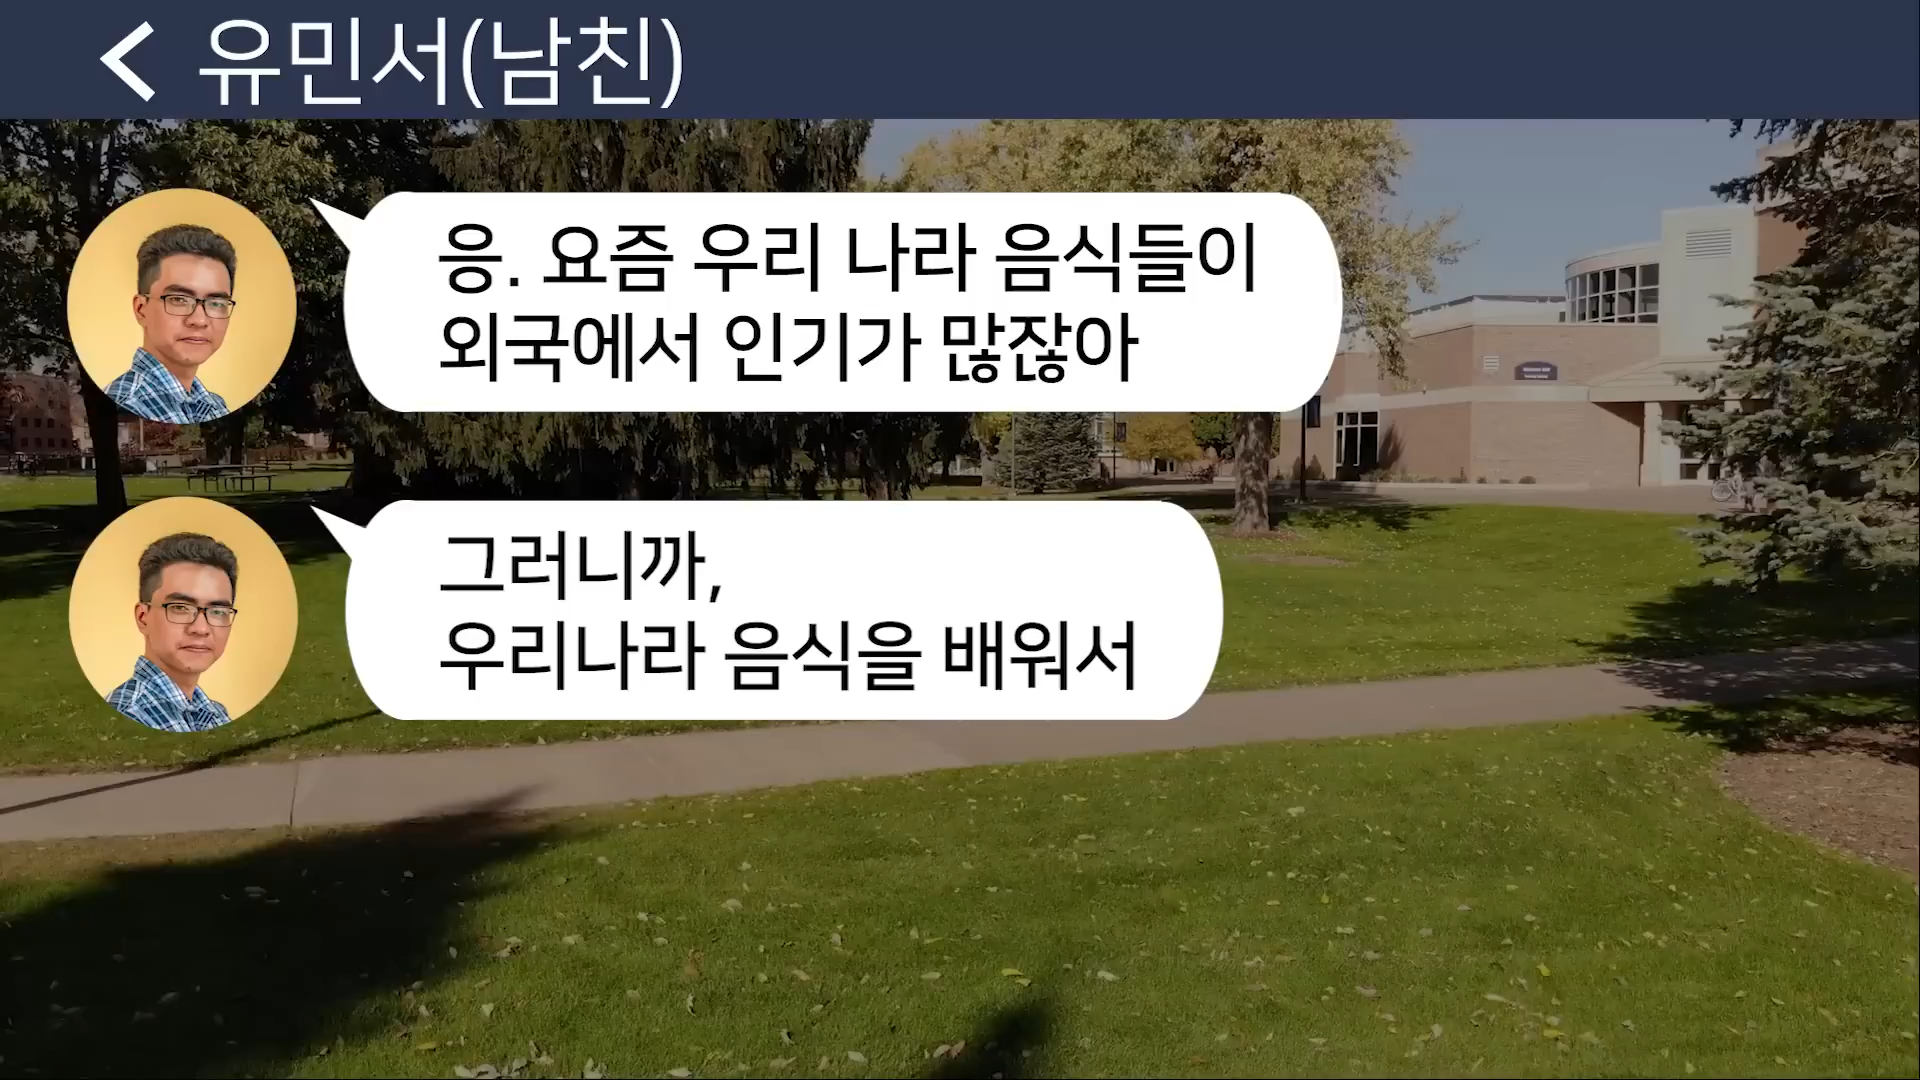 유민서(남친)
응. 요즘 우리 나라 음식들이
외국에서 인기가 많잖아
그러니까,
우리나라 음식을 배워서